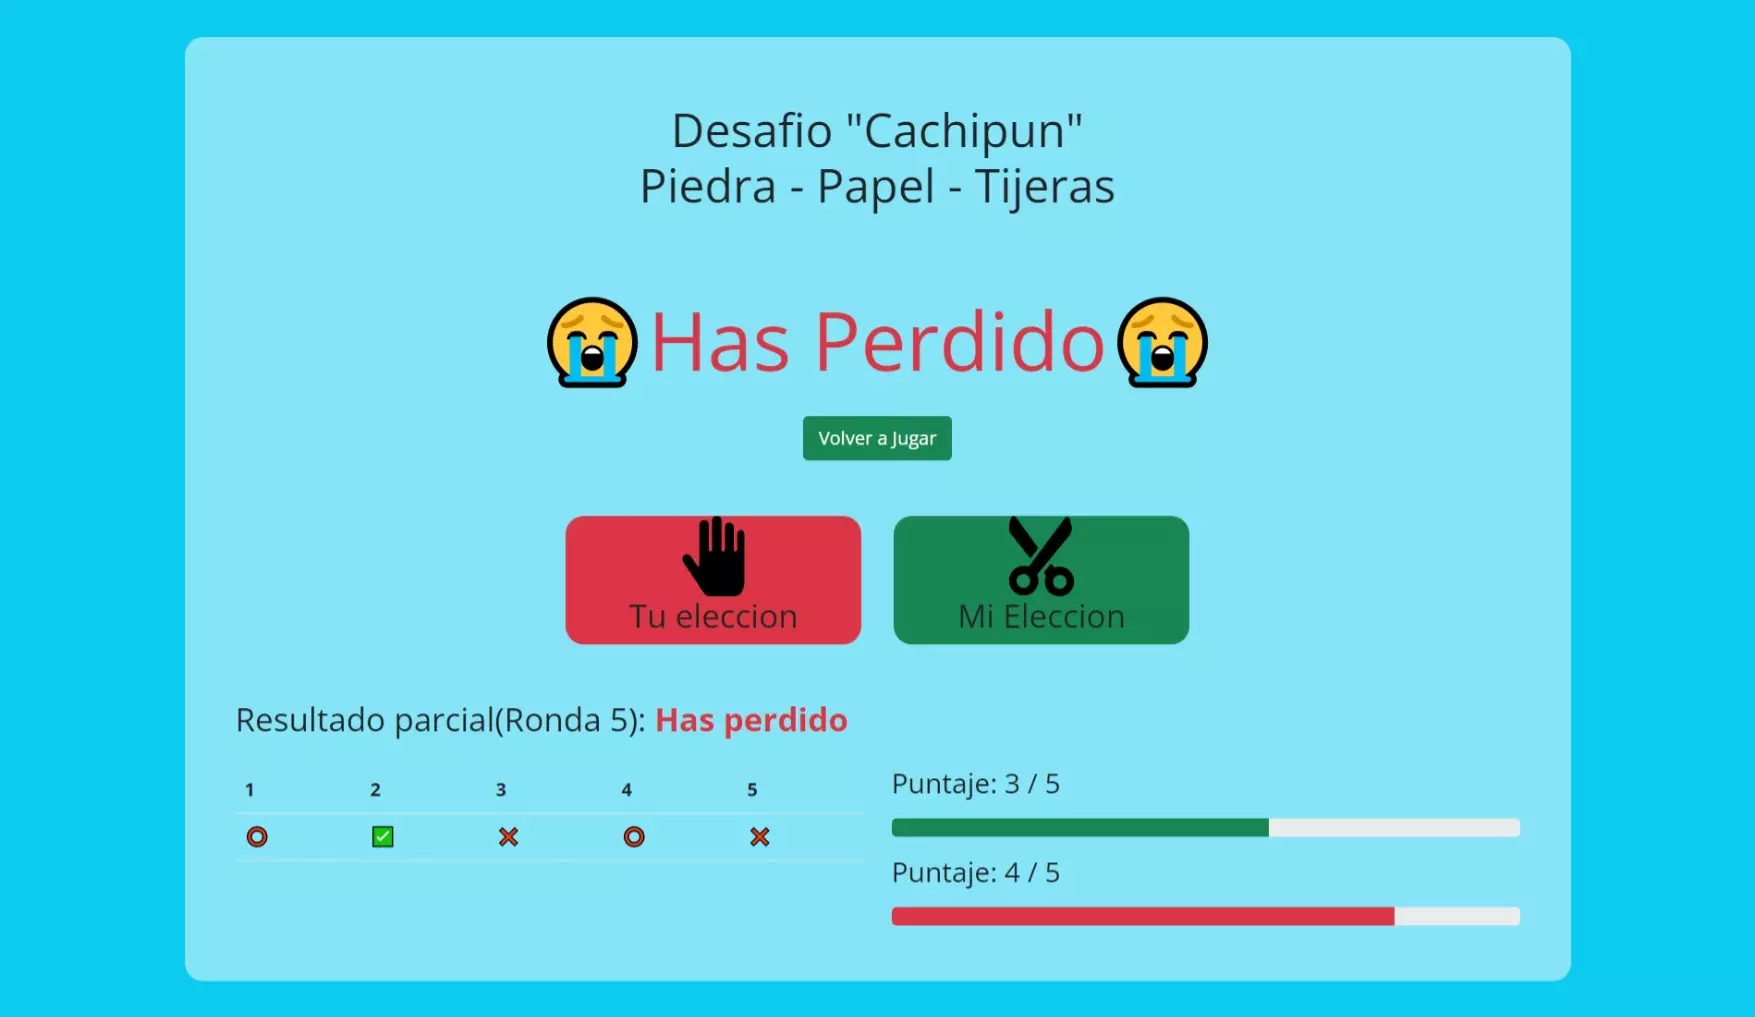 Desafio "Cachipun"
Piedra - Papel - Tijeras
Has Perdido
Volver a Jugar
Tu eleccion
Mi Eleccion
Resultado parcial(Ronda 5): Has perdido
1 2 3 4 5
Puntaje: 3 / 5
Puntaje: 4 / 5